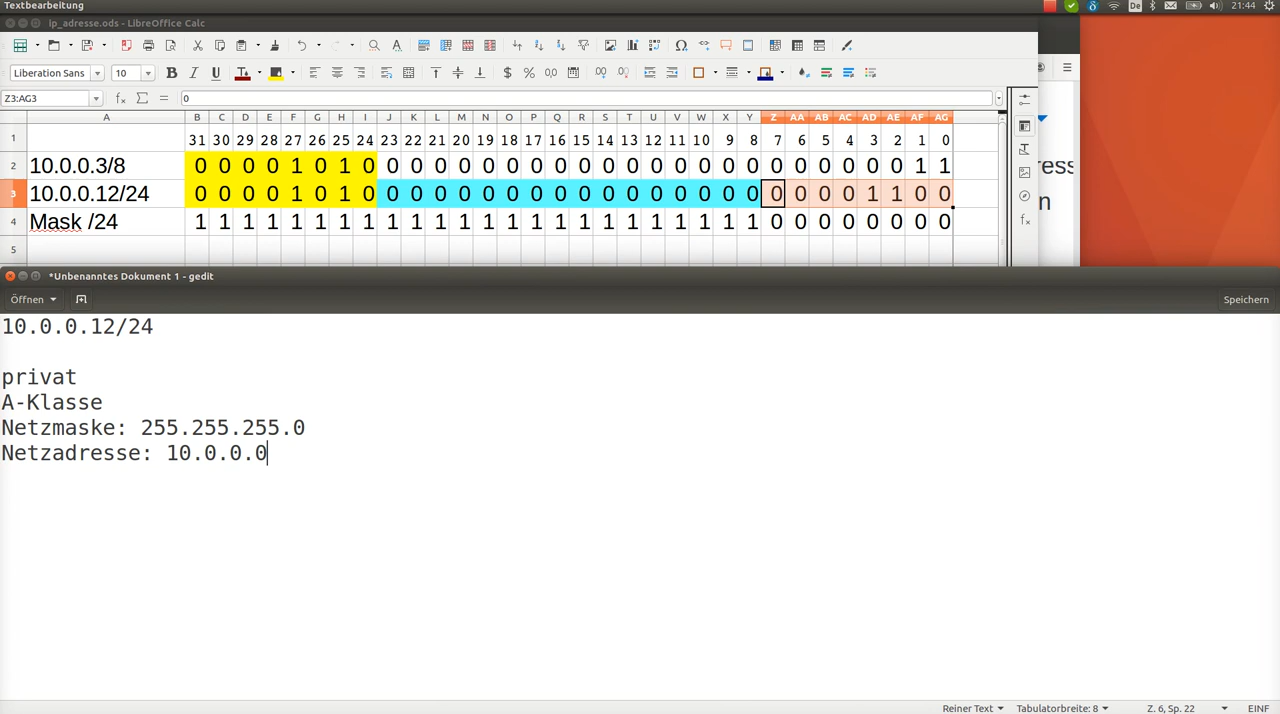 Textbearbeitung
De
21:44
ip_adresse.ods - LibreOffice Calc
Liberation Sans
10
Z3:AG3
0
A B C D E F G H I J K L M N O P Q R S T U V W X Y Z AA AB AC AD AE AF AG
1 31 30 29 28 27 26 25 24 23 22 21 20 19 18 17 16 15 14 13 12 11 10 9 8 7 6 5 4 3 2 1 0
2 10.0.0.3/8 0 0 0 0 1 0 1 0 0 0 0 0 0 0 0 0 0 0 0 0 0 0 0 0 0 0 0 0 0 0 1 1
3 10.0.0.12/24 0 0 0 0 1 0 1 0 0 0 0 0 0 0 0 0 0 0 0 0 0 0 0 0 0 0 0 0 1 1 0 0
4 Mask /24 1 1 1 1 1 1 1 1 1 1 1 1 1 1 1 1 1 1 1 1 1 1 1 1 0 0 0 0 0 0 0 0
5
ress
n
*Unbenanntes Dokument 1 - gedit
Öffnen
Speichern
10.0.0.12/24
privat
A-Klasse
Netzmaske: 255.255.255.0
Netzadresse: 10.0.0.0
Reiner Text Tabulatorbreite: 8 Z. 6, Sp. 22 EINF